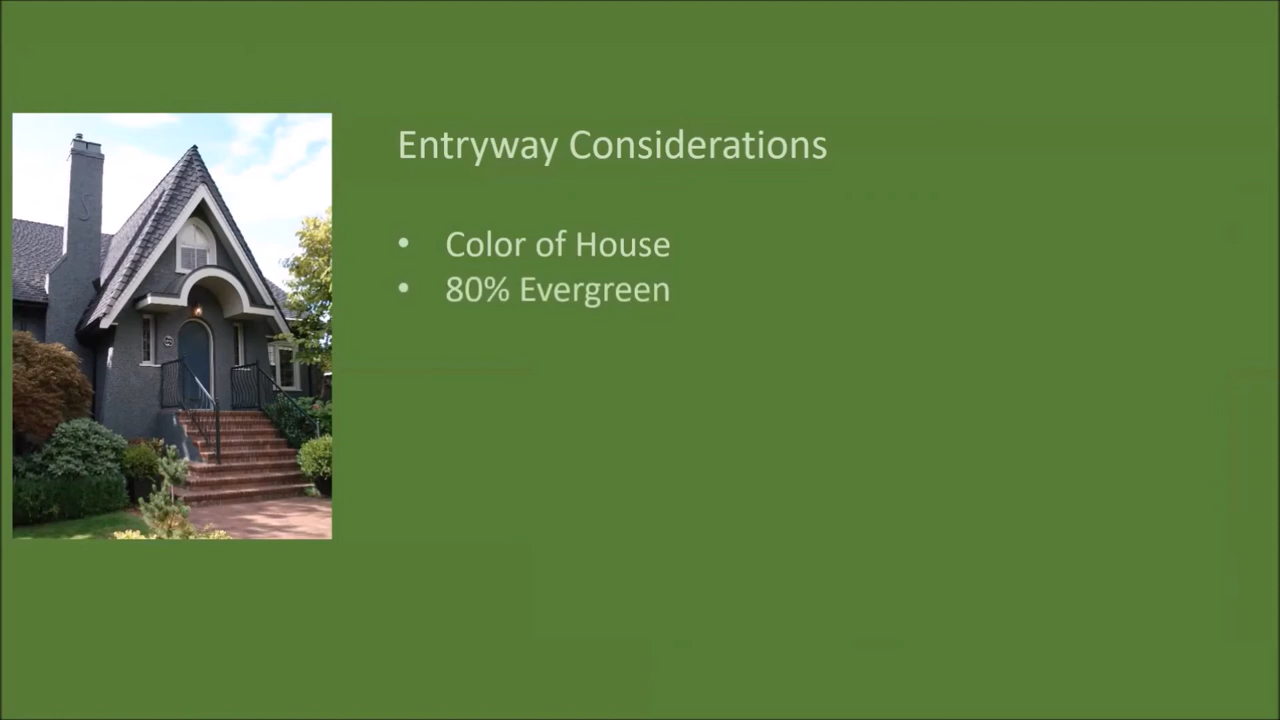 Entryway Considerations
• Color of House
• 80% Evergreen